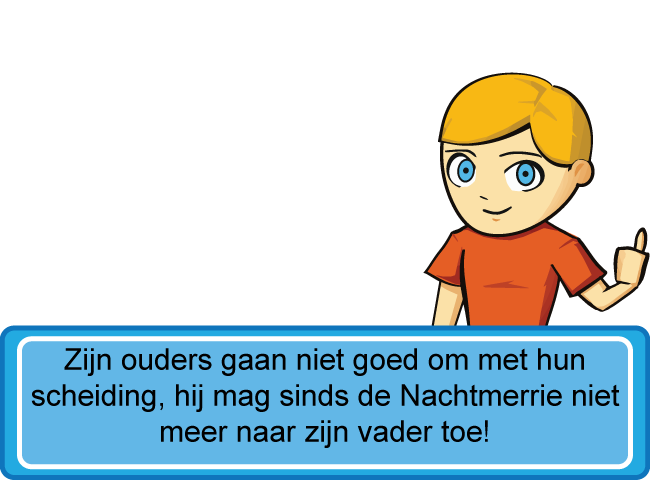 Zijn ouders gaan niet goed om met hun
scheiding, hij mag sinds de Nachtmerrie niet
meer naar zijn vader toe!